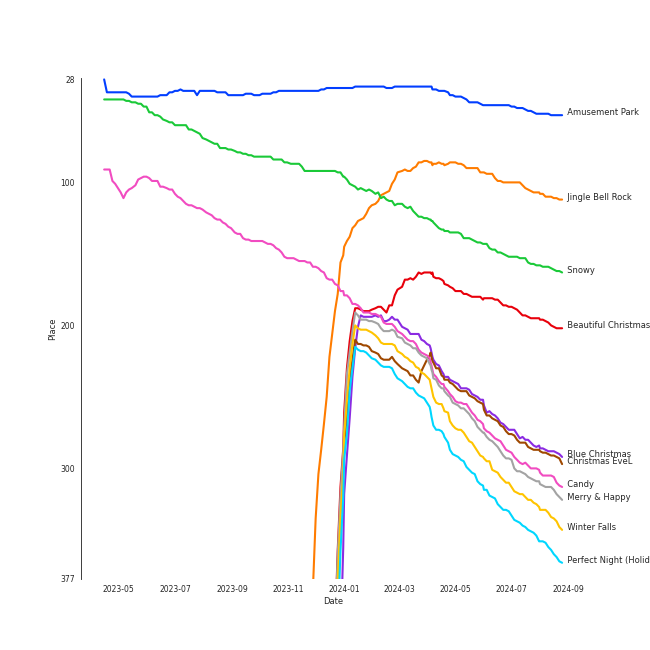 28
100
200
300
377
Place
Amusement Park
Jingle Bell Rock
Snowy
Beautiful Christmas
Blue Christmas
Christmas EveL
Candy
Merry & Happy
Winter Falls
Perfect Night (Holid
2023-05 2023-07 2023-09 2023-11 2024-01 2024-03 2024-05 2024-07 2024-09
Date